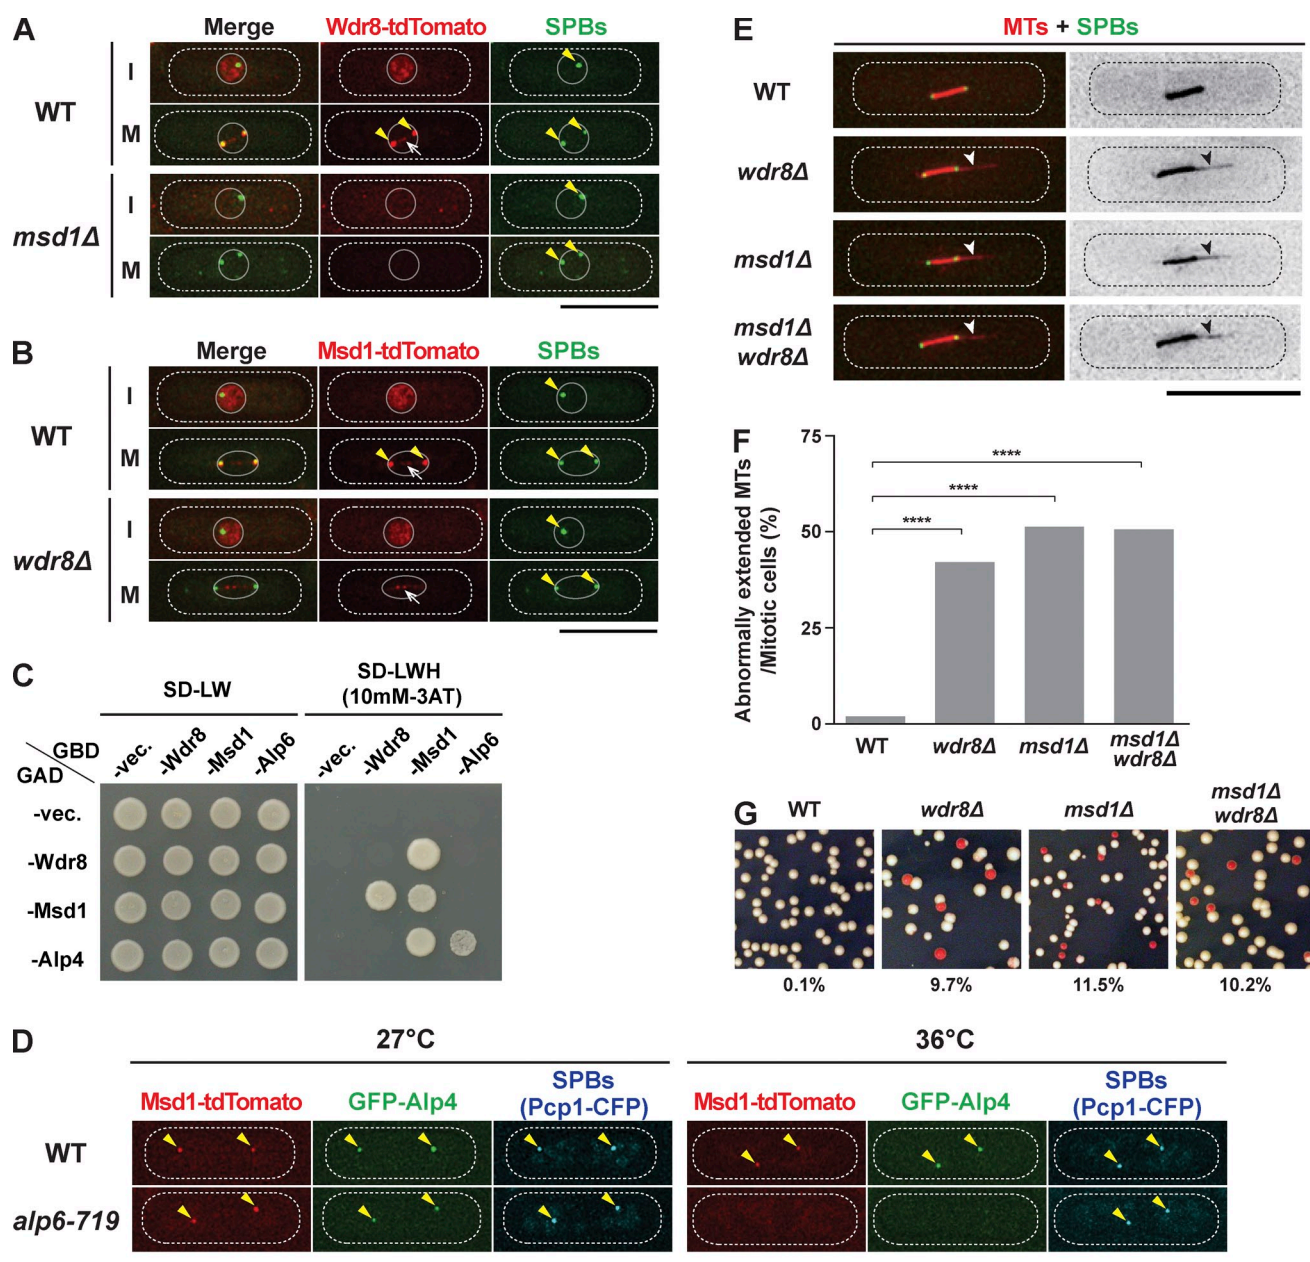 A
Merge
Wdr8-tdTomato
SPBs
WT
I
M
msd1Δ
I
M
B
Merge
Msd1-tdTomato
SPBs
WT
I
M
wdr8Δ
I
M
C
SD-LW
SD-LWH
(10mM-3AT)
GBD
GAD
-vec.
-Wdr8
-Msd1
-Alp6
-vec.
-Wdr8
-Msd1
-Alp6
-vec.
-Wdr8
-Msd1
-Alp4
D
27°C
36°C
Msd1-tdTomato
GFP-Alp4
SPBs
(Pcp1-CFP)
Msd1-tdTomato
GFP-Alp4
SPBs
(Pcp1-CFP)
WT
alp6-719
E
MTs + SPBs
WT
wdr8Δ
msd1Δ
msd1Δ
wdr8Δ
F
Abnormally extended MTs
/Mitotic cells (%)
75
50
25
0
****
****
****
WT
wdr8Δ
msd1Δ
msd1Δ
wdr8Δ
G
WT
wdr8Δ
msd1Δ
msd1Δ
wdr8Δ
0.1%
9.7%
11.5%
10.2%